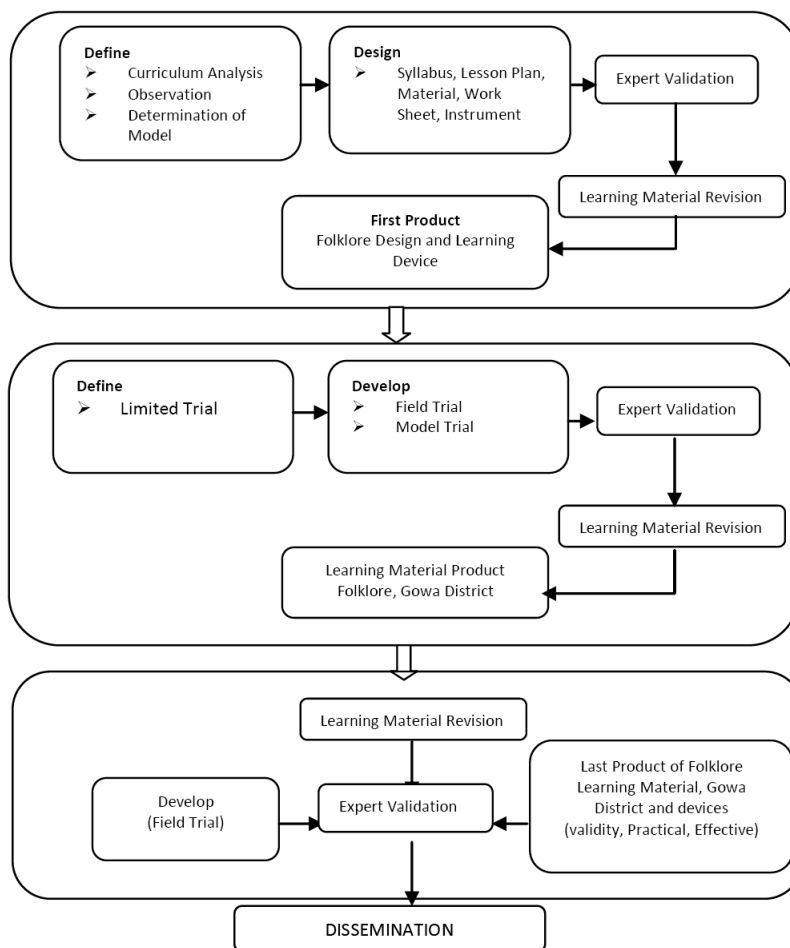 Define
➢ Curriculum Analysis
➢ Observation
➢ Determination of
Model
Design
➢ Syllabus, Lesson Plan,
Material, Work
Sheet, Instrument
Expert Validation
Learning Material Revision
First Product
Folklore Design and Learning
Device
Define
➢ Limited Trial
Develop
➢ Field Trial
➢ Model Trial
Expert Validation
Learning Material Revision
Learning Material Product
Folklore, Gowa District
Learning Material Revision
Develop
(Field Trial)
Expert Validation
Last Product of Folklore
Learning Material, Gowa
District and devices
(validity, Practical, Effective)
DISSEMINATION